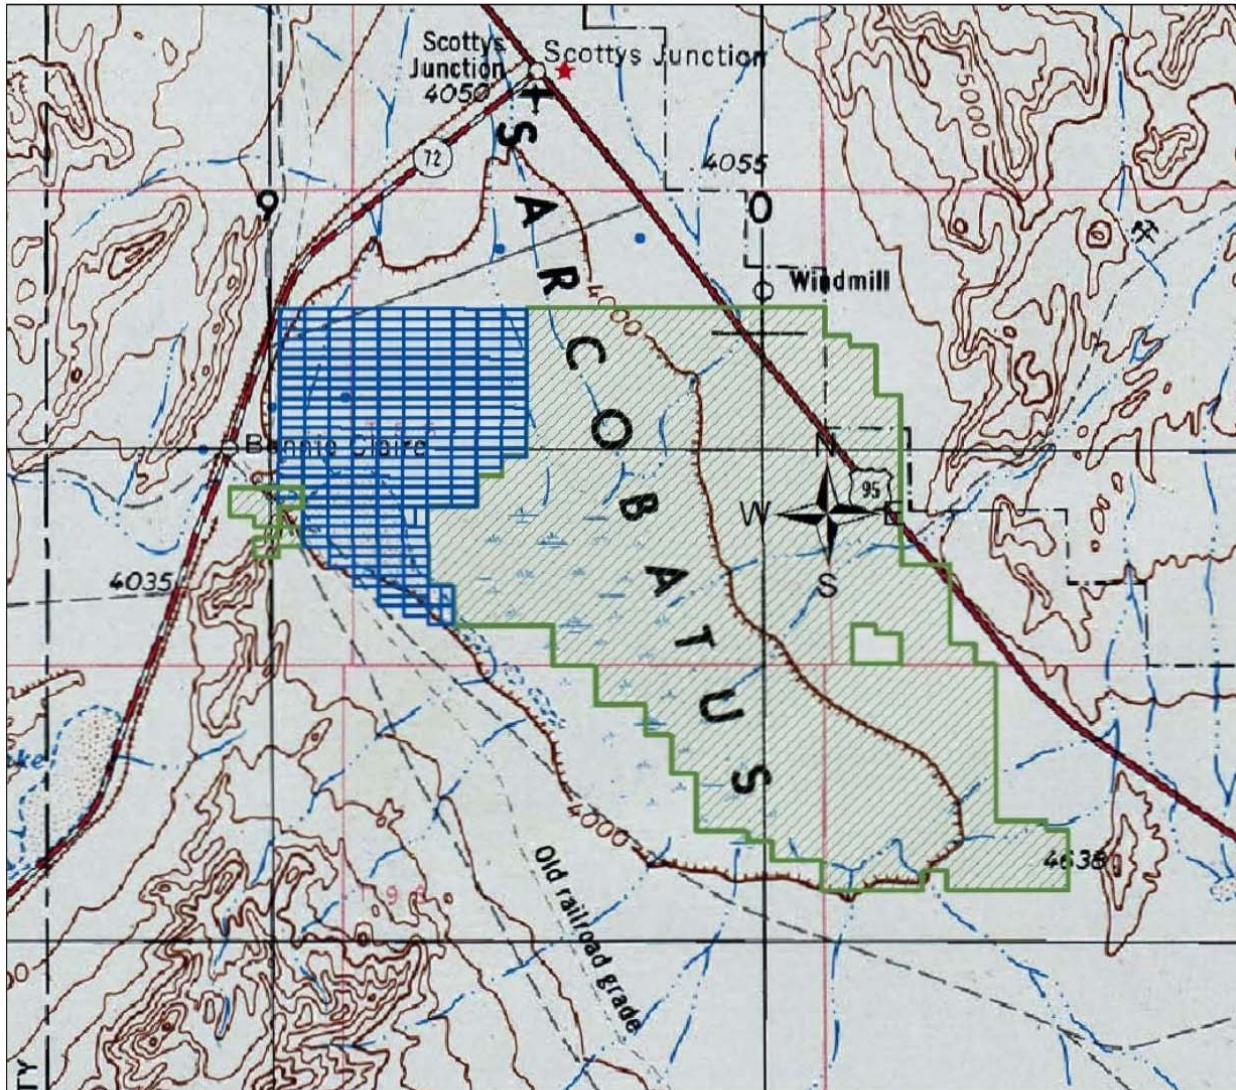 Scottys
Junction
Scottys Junction
4050
72
4055
5000
9
0
Windmill
4000
SARCOBATUS
Bonnie Claire
N
W
E
S
95
4035
4000
4638
Old railroad grade